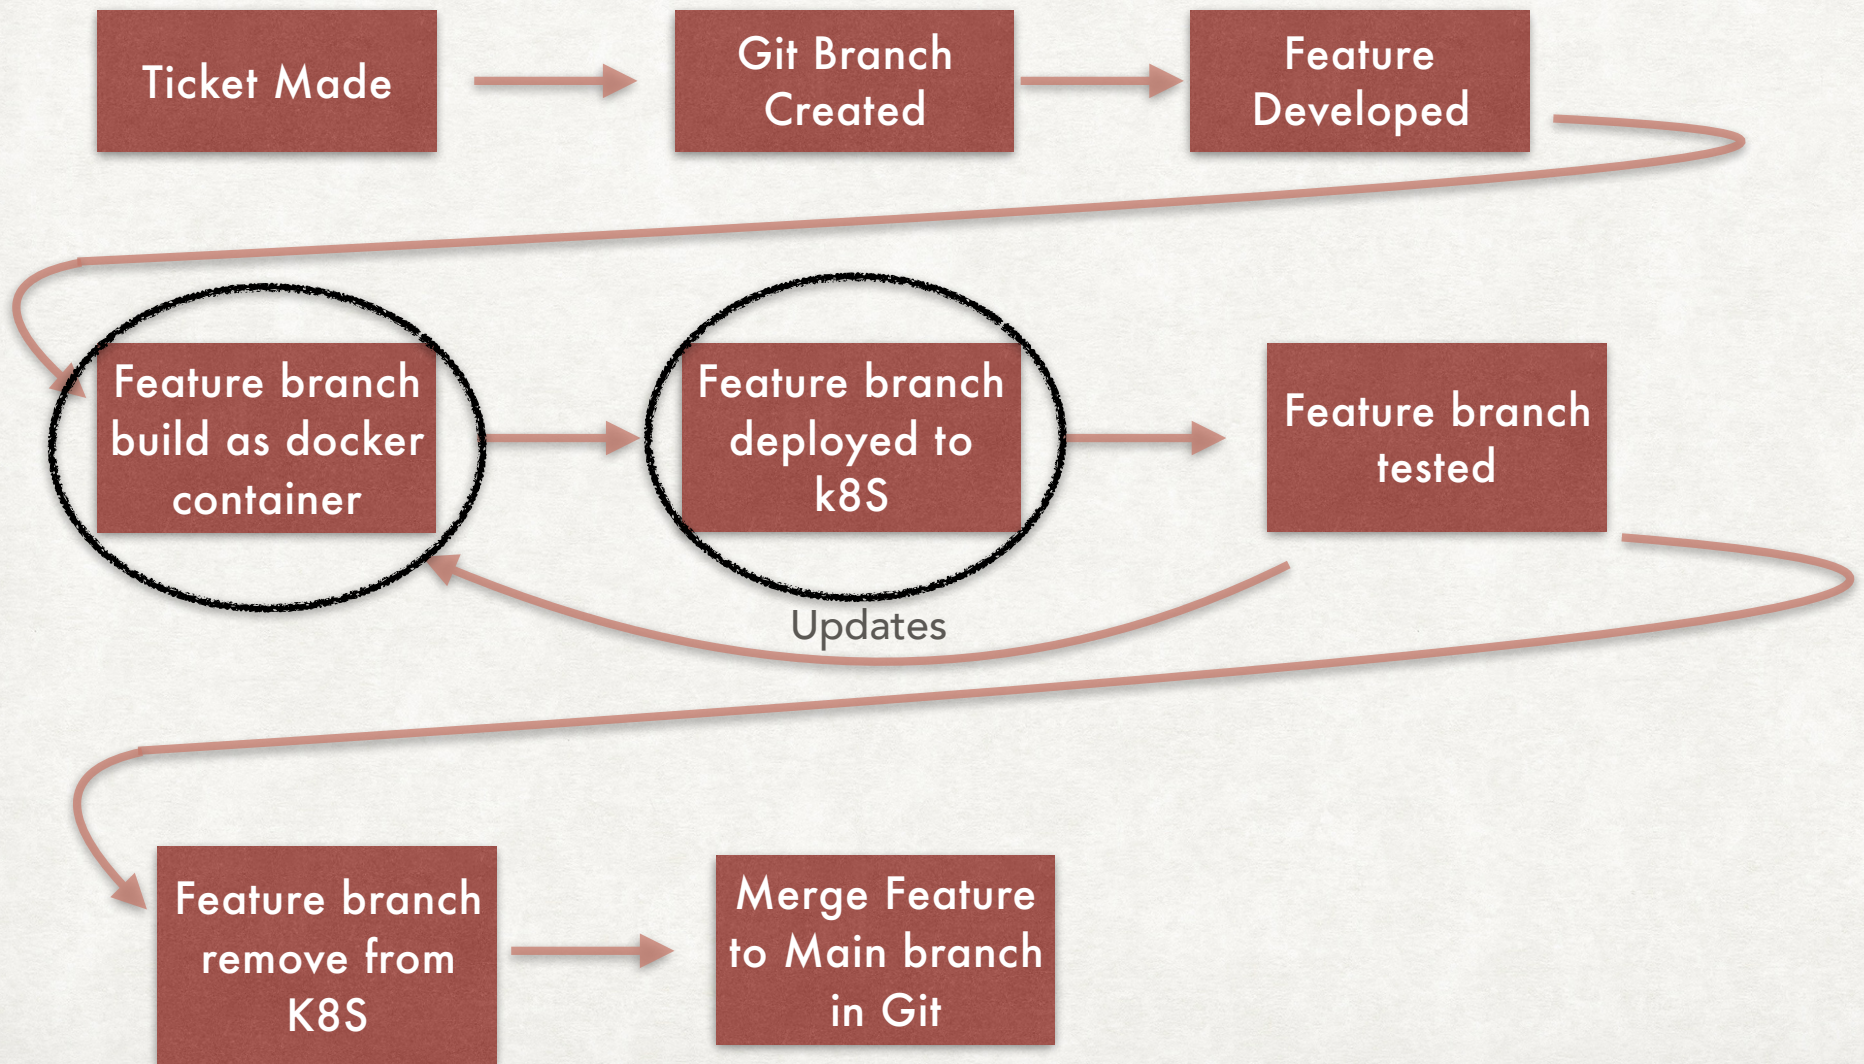 Ticket Made
Git Branch
Created
Feature
Developed
Feature branch
build as docker
container
Feature branch
deployed to
k8S
Feature branch
tested
Updates
Feature branch
remove from
K8S
Merge Feature
to Main branch
in Git